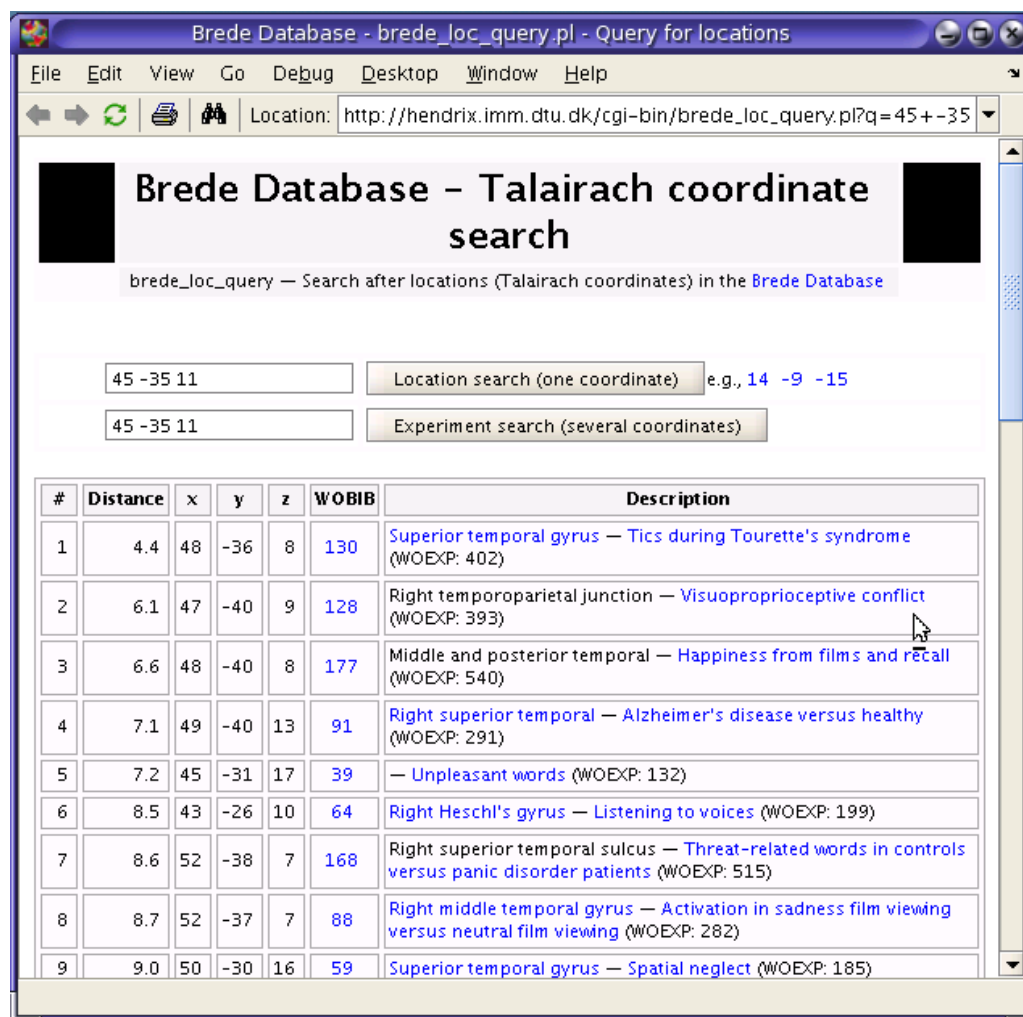 Brede Database - brede_loc_query.pl - Query for locations
File Edit View Go Debug Desktop Window Help
Location: http://hendrix.imm.dtu.dk/cgi-bin/brede_loc_query.pl?q=45+-35
Brede Database - Talairach coordinate
search
brede_loc_query — Search after locations (Talairach coordinates) in the Brede Database
45 -35 11 Location search (one coordinate) e.g., 14 -9 -15
45 -35 11 Experiment search (several coordinates)
# Distance x y z WOBIB Description
1 4.4 48 -36 8 130 Superior temporal gyrus — Tics during Tourette's syndrome
(WOEXP: 402)
2 6.1 47 -40 9 128 Right temporoparietal junction — Visuoproprioceptive conflict
(WOEXP: 393)
3 6.6 48 -40 8 177 Middle and posterior temporal — Happiness from films and recall
(WOEXP: 540)
4 7.1 49 -40 13 91 Right superior temporal — Alzheimer's disease versus healthy
(WOEXP: 291)
5 7.2 45 -31 17 39 — Unpleasant words (WOEXP: 132)
6 8.5 43 -26 10 64 Right Heschl's gyrus — Listening to voices (WOEXP: 199)
7 8.6 52 -38 7 168 Right superior temporal sulcus — Threat-related words in controls
versus panic disorder patients (WOEXP: 515)
8 8.7 52 -37 7 88 Right middle temporal gyrus — Activation in sadness film viewing
versus neutral film viewing (WOEXP: 282)
9 9.0 50 -30 16 59 Superior temporal gyrus — Spatial neglect (WOEXP: 185)